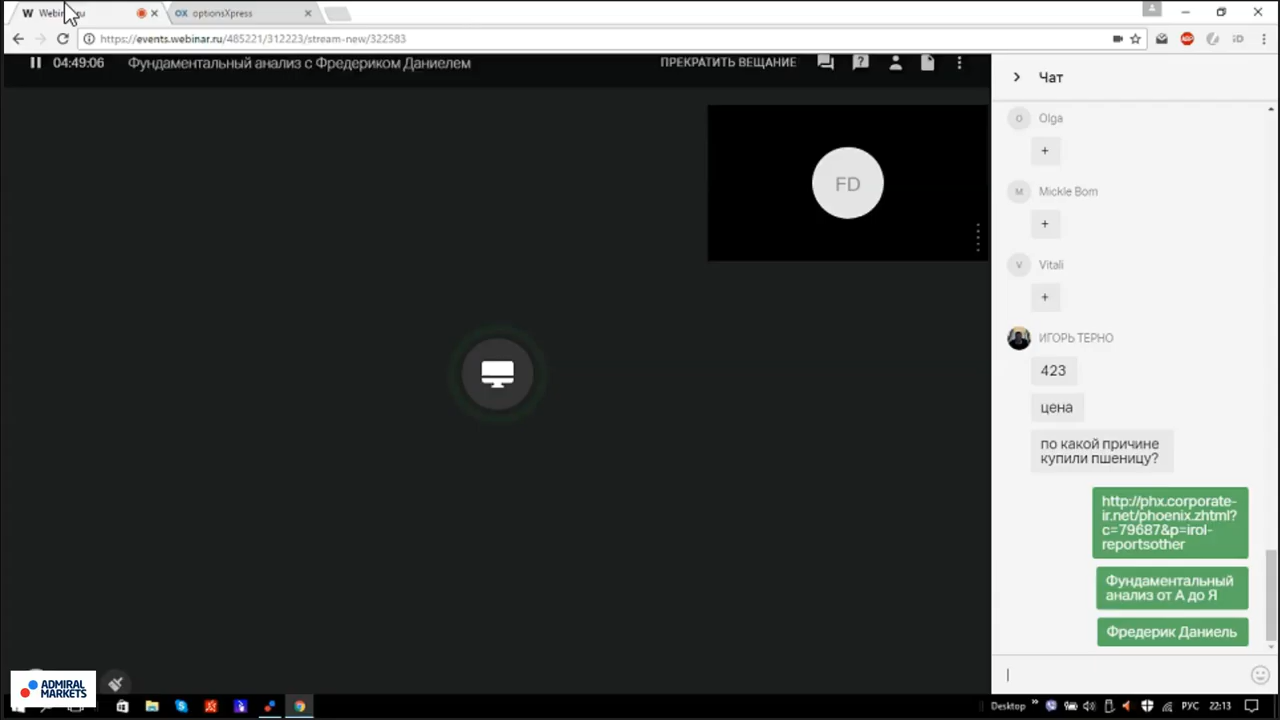 W Webinar.ru
OX optionsXpress
https://events.webinar.ru/485221/312223/stream-new/322583
04:49:06 Фундаментальный анализ с Фредериком Даниелем
ПРЕКРАТИТЬ ВЕЩАНИЕ
FD
Чат
O Olga
+
M Mickle Bom
+
V Vitali
+
ИГОРЬ ТЕРНО
423
цена
по какой причине
купили пшеницу?
http://phx.corporate-
ir.net/phoenix.zhtml?
c=79687&p=irol-
reportsother
Фундаментальный
анализ от А до Я
Фредерик Даниель
ADMIRAL
MARKETS
Desktop
РУС 22:13